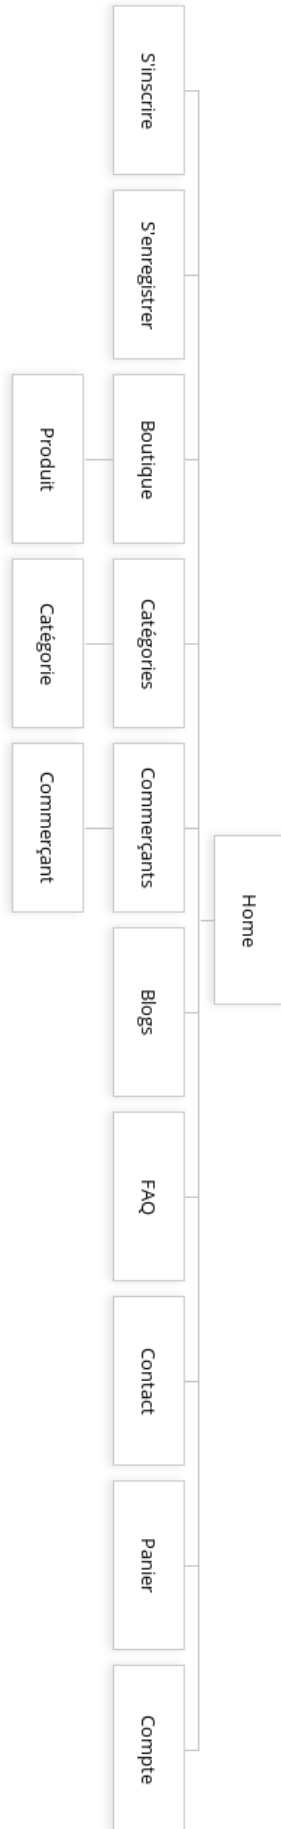 Home
S'inscrire
S'enregistrer
Boutique
Catégories
Commerçants
Blogs
FAQ
Contact
Panier
Compte
Produit
Catégorie
Commerçant